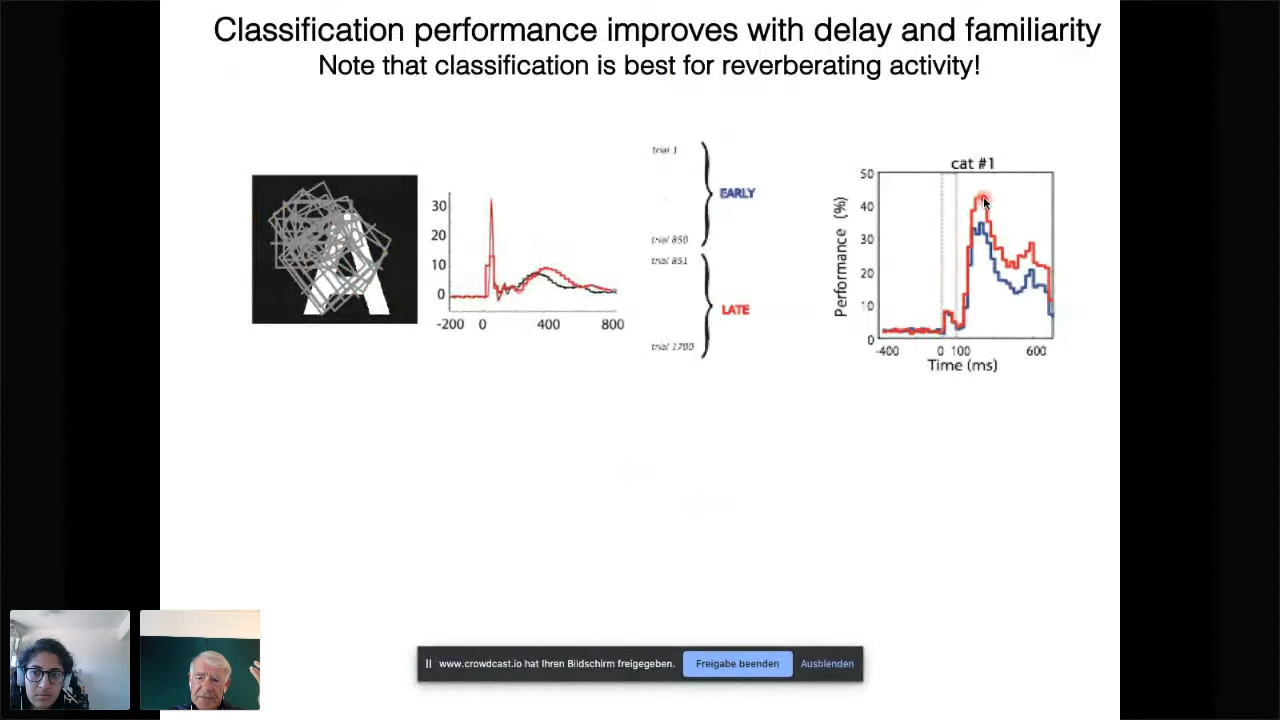 Classification performance improves with delay and familiarity
Note that classification is best for reverberating activity!
30
20
10
0
-200 0 400 800
trial 1
EARLY
trial 850
trial 851
LATE
trial 1700
cat #1
50
40
30
20
10
0
Performance (%)
-400 0 100 600
Time (ms)
www.crowdcast.io hat Ihren Bildschirm freigegeben. Freigabe beenden Ausblenden